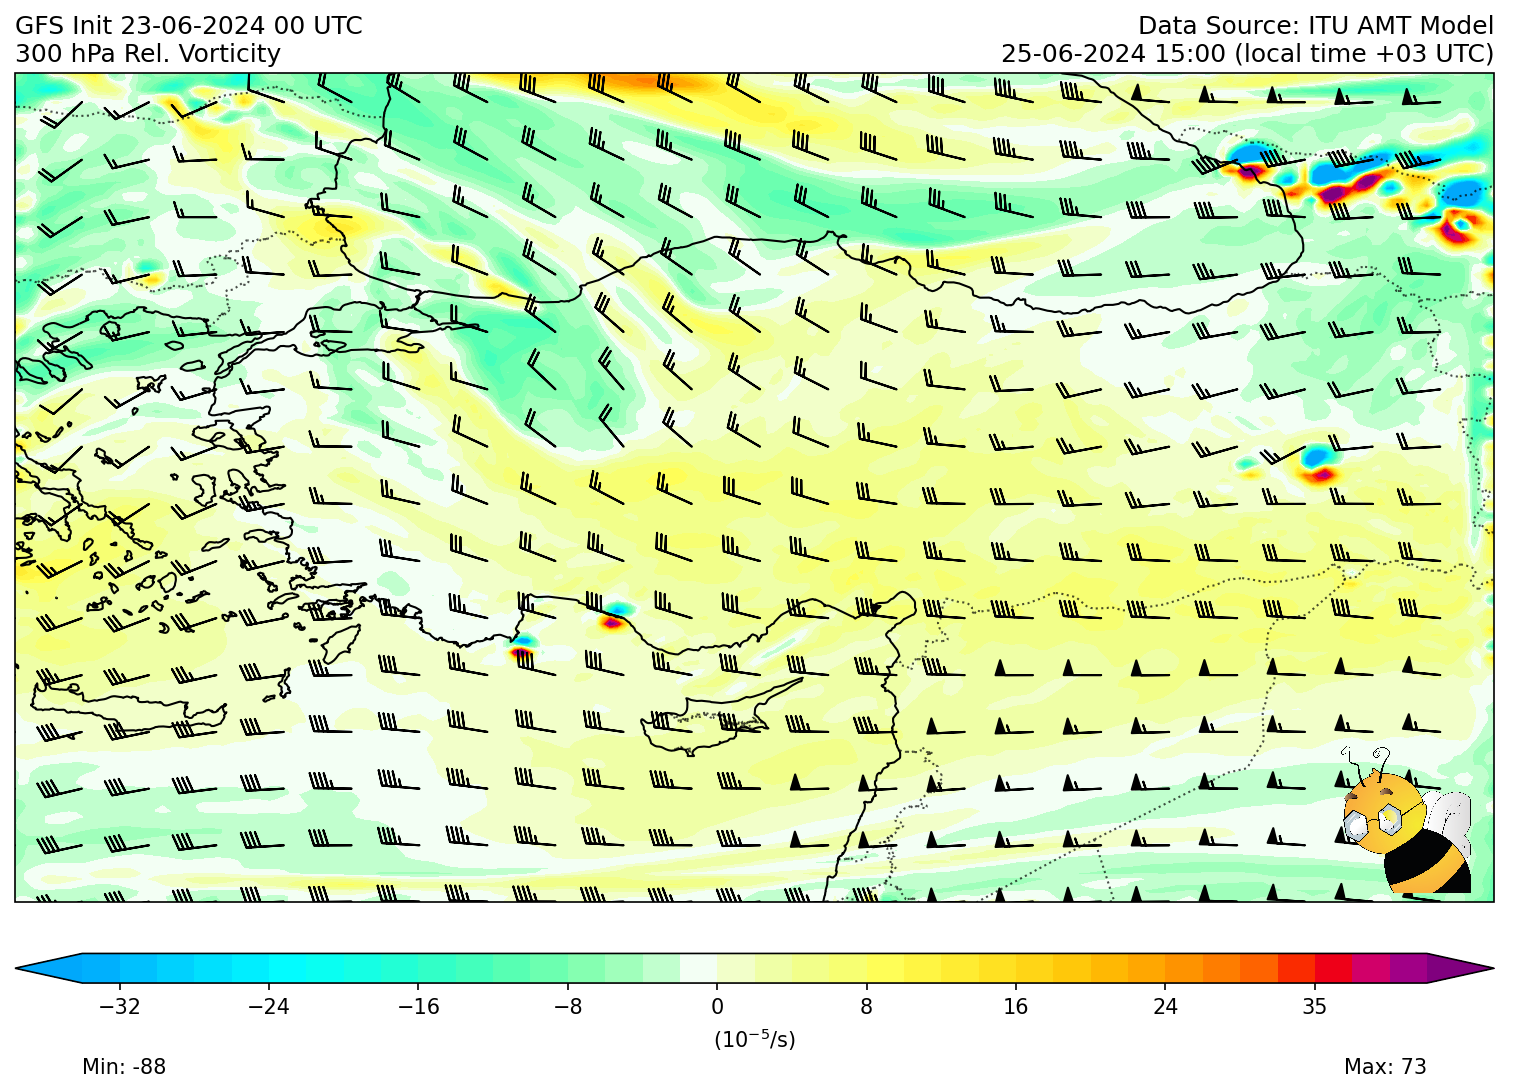 GFS Init 23-06-2024 00 UTC
Data Source: ITU AMT Model
300 hPa Rel. Vorticity
25-06-2024 15:00 (local time +03 UTC)
−32 −24 −16 −8 0 8 16 24 35
(10⁻⁵/s)
Min: -88
Max: 73